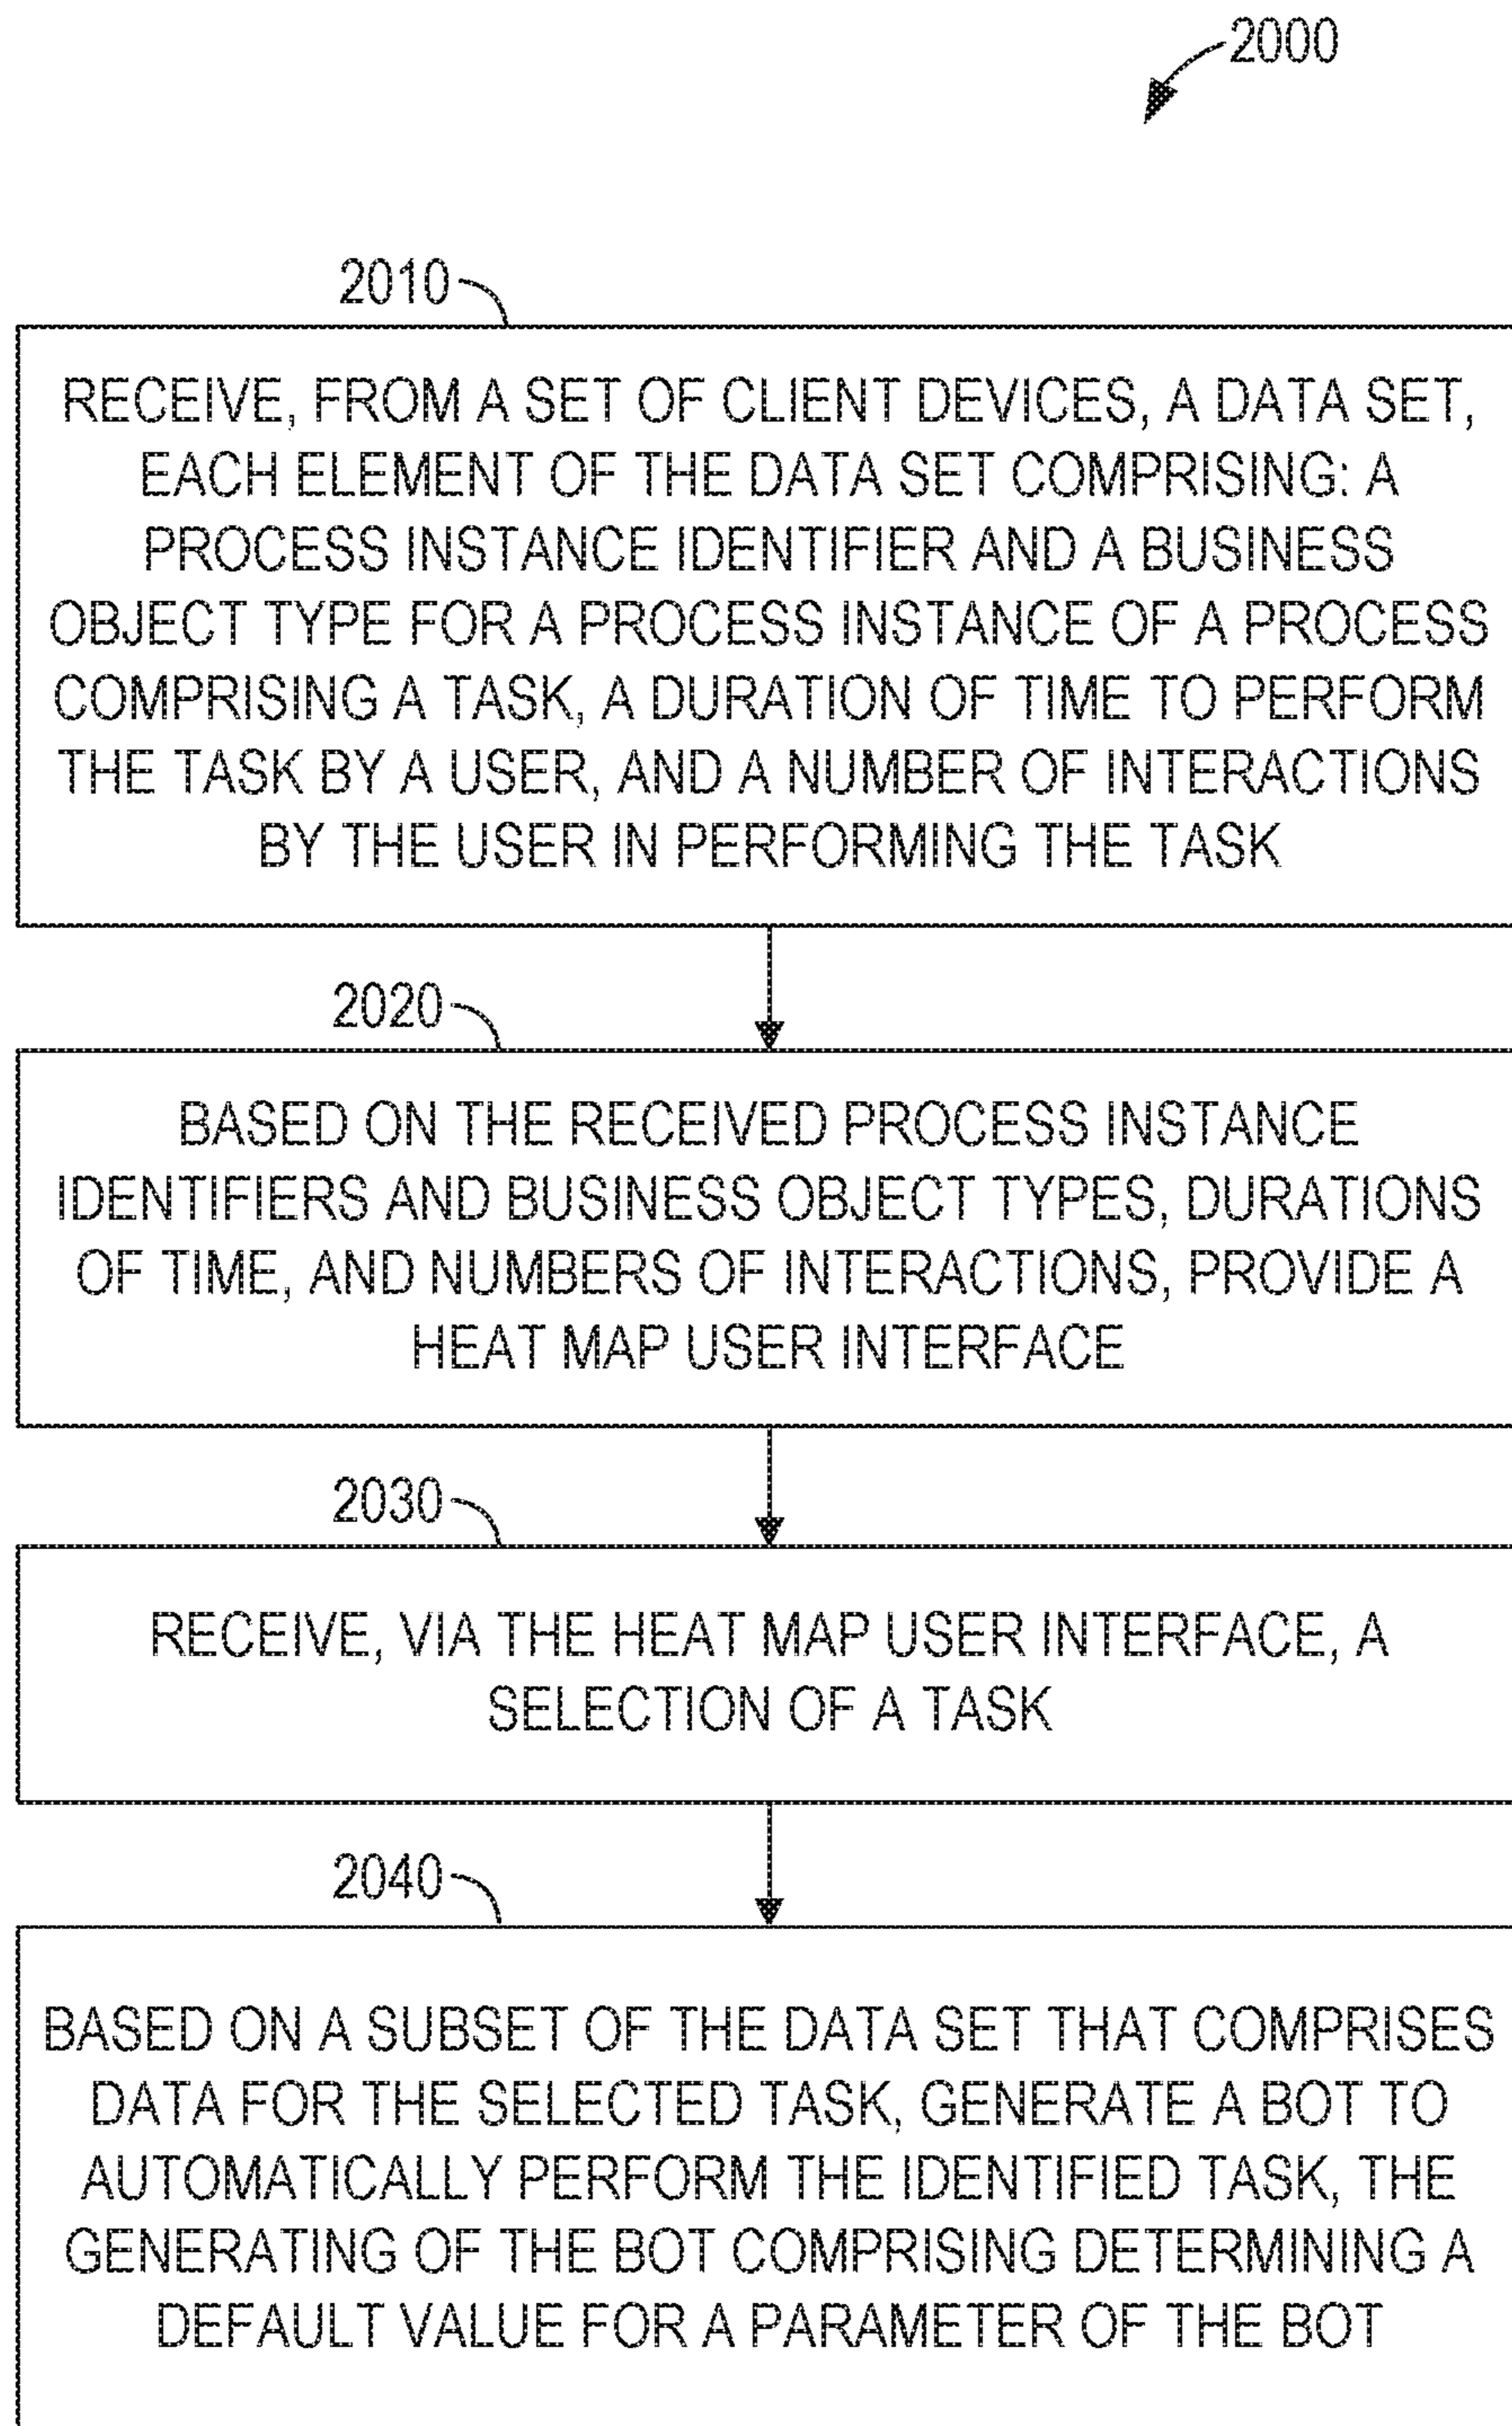 2000
2010
RECEIVE, FROM A SET OF CLIENT DEVICES, A DATA SET,
EACH ELEMENT OF THE DATA SET COMPRISING: A
PROCESS INSTANCE IDENTIFIER AND A BUSINESS
OBJECT TYPE FOR A PROCESS INSTANCE OF A PROCESS
COMPRISING A TASK, A DURATION OF TIME TO PERFORM
THE TASK BY A USER, AND A NUMBER OF INTERACTIONS
BY THE USER IN PERFORMING THE TASK
2020
BASED ON THE RECEIVED PROCESS INSTANCE
IDENTIFIERS AND BUSINESS OBJECT TYPES, DURATIONS
OF TIME, AND NUMBERS OF INTERACTIONS, PROVIDE A
HEAT MAP USER INTERFACE
2030
RECEIVE, VIA THE HEAT MAP USER INTERFACE, A
SELECTION OF A TASK
2040
BASED ON A SUBSET OF THE DATA SET THAT COMPRISES
DATA FOR THE SELECTED TASK, GENERATE A BOT TO
AUTOMATICALLY PERFORM THE IDENTIFIED TASK, THE
GENERATING OF THE BOT COMPRISING DETERMINING A
DEFAULT VALUE FOR A PARAMETER OF THE BOT